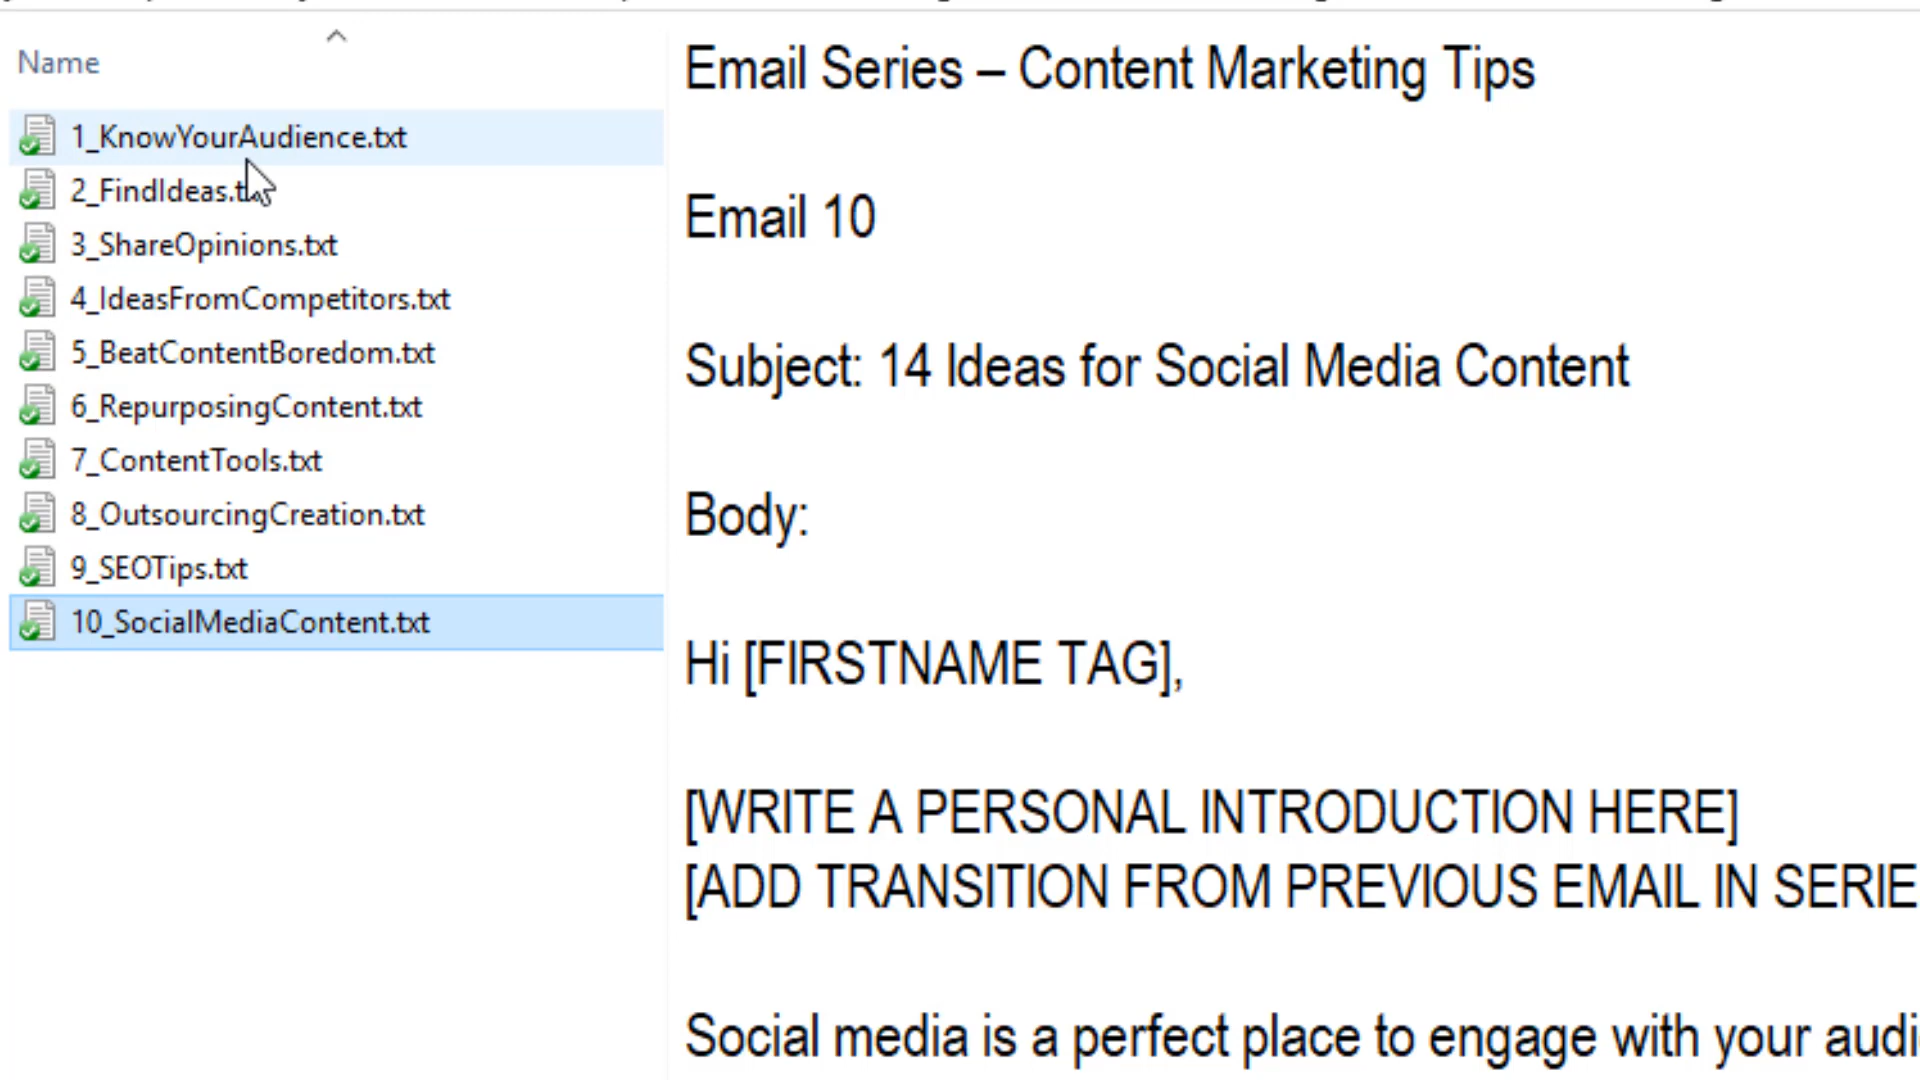 Name
1_KnowYourAudience.txt
2_FindIdeas.t
3_ShareOpinions.txt
4_IdeasFromCompetitors.txt
5_BeatContentBoredom.txt
6_RepurposingContent.txt
7_ContentTools.txt
8_OutsourcingCreation.txt
9_SEOTips.txt
10_SocialMediaContent.txt
Email Series – Content Marketing Tips
Email 10
Subject: 14 Ideas for Social Media Content
Body:
Hi [FIRSTNAME TAG],
[WRITE A PERSONAL INTRODUCTION HERE]
[ADD TRANSITION FROM PREVIOUS EMAIL IN SERIE
Social media is a perfect place to engage with your audi